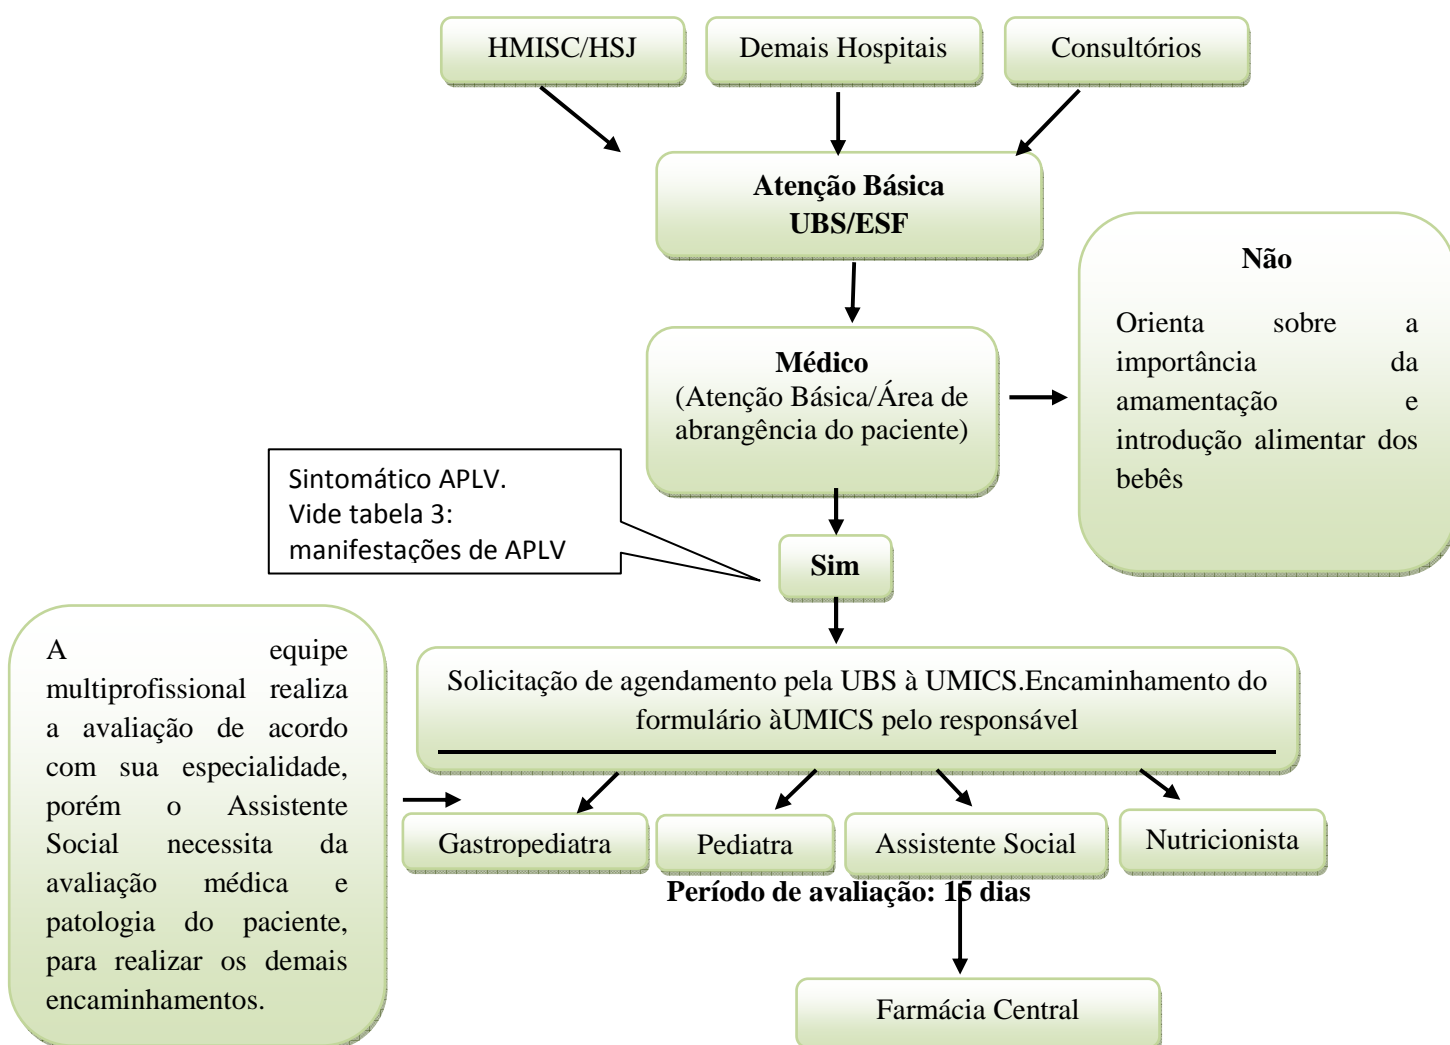 HMISC/HSJ
Demais Hospitais
Consultórios
Atenção Básica
UBS/ESF
Não
Orienta sobre a
importância da
amamentação e
introdução alimentar dos
bebês
Médico
(Atenção Básica/Área de
abrangência do paciente)
Sintomático APLV.
Vide tabela 3:
manifestações de APLV
Sim
A equipe
multiprofissional realiza
a avaliação de acordo
com sua especialidade,
porém o Assistente
Social necessita da
avaliação médica e
patologia do paciente,
para realizar os demais
encaminhamentos.
Solicitação de agendamento pela UBS à UMICS.Encaminhamento do
formulário àUMICS pelo responsável
Gastropediatra
Pediatra
Assistente Social
Nutricionista
Período de avaliação: 15 dias
Farmácia Central